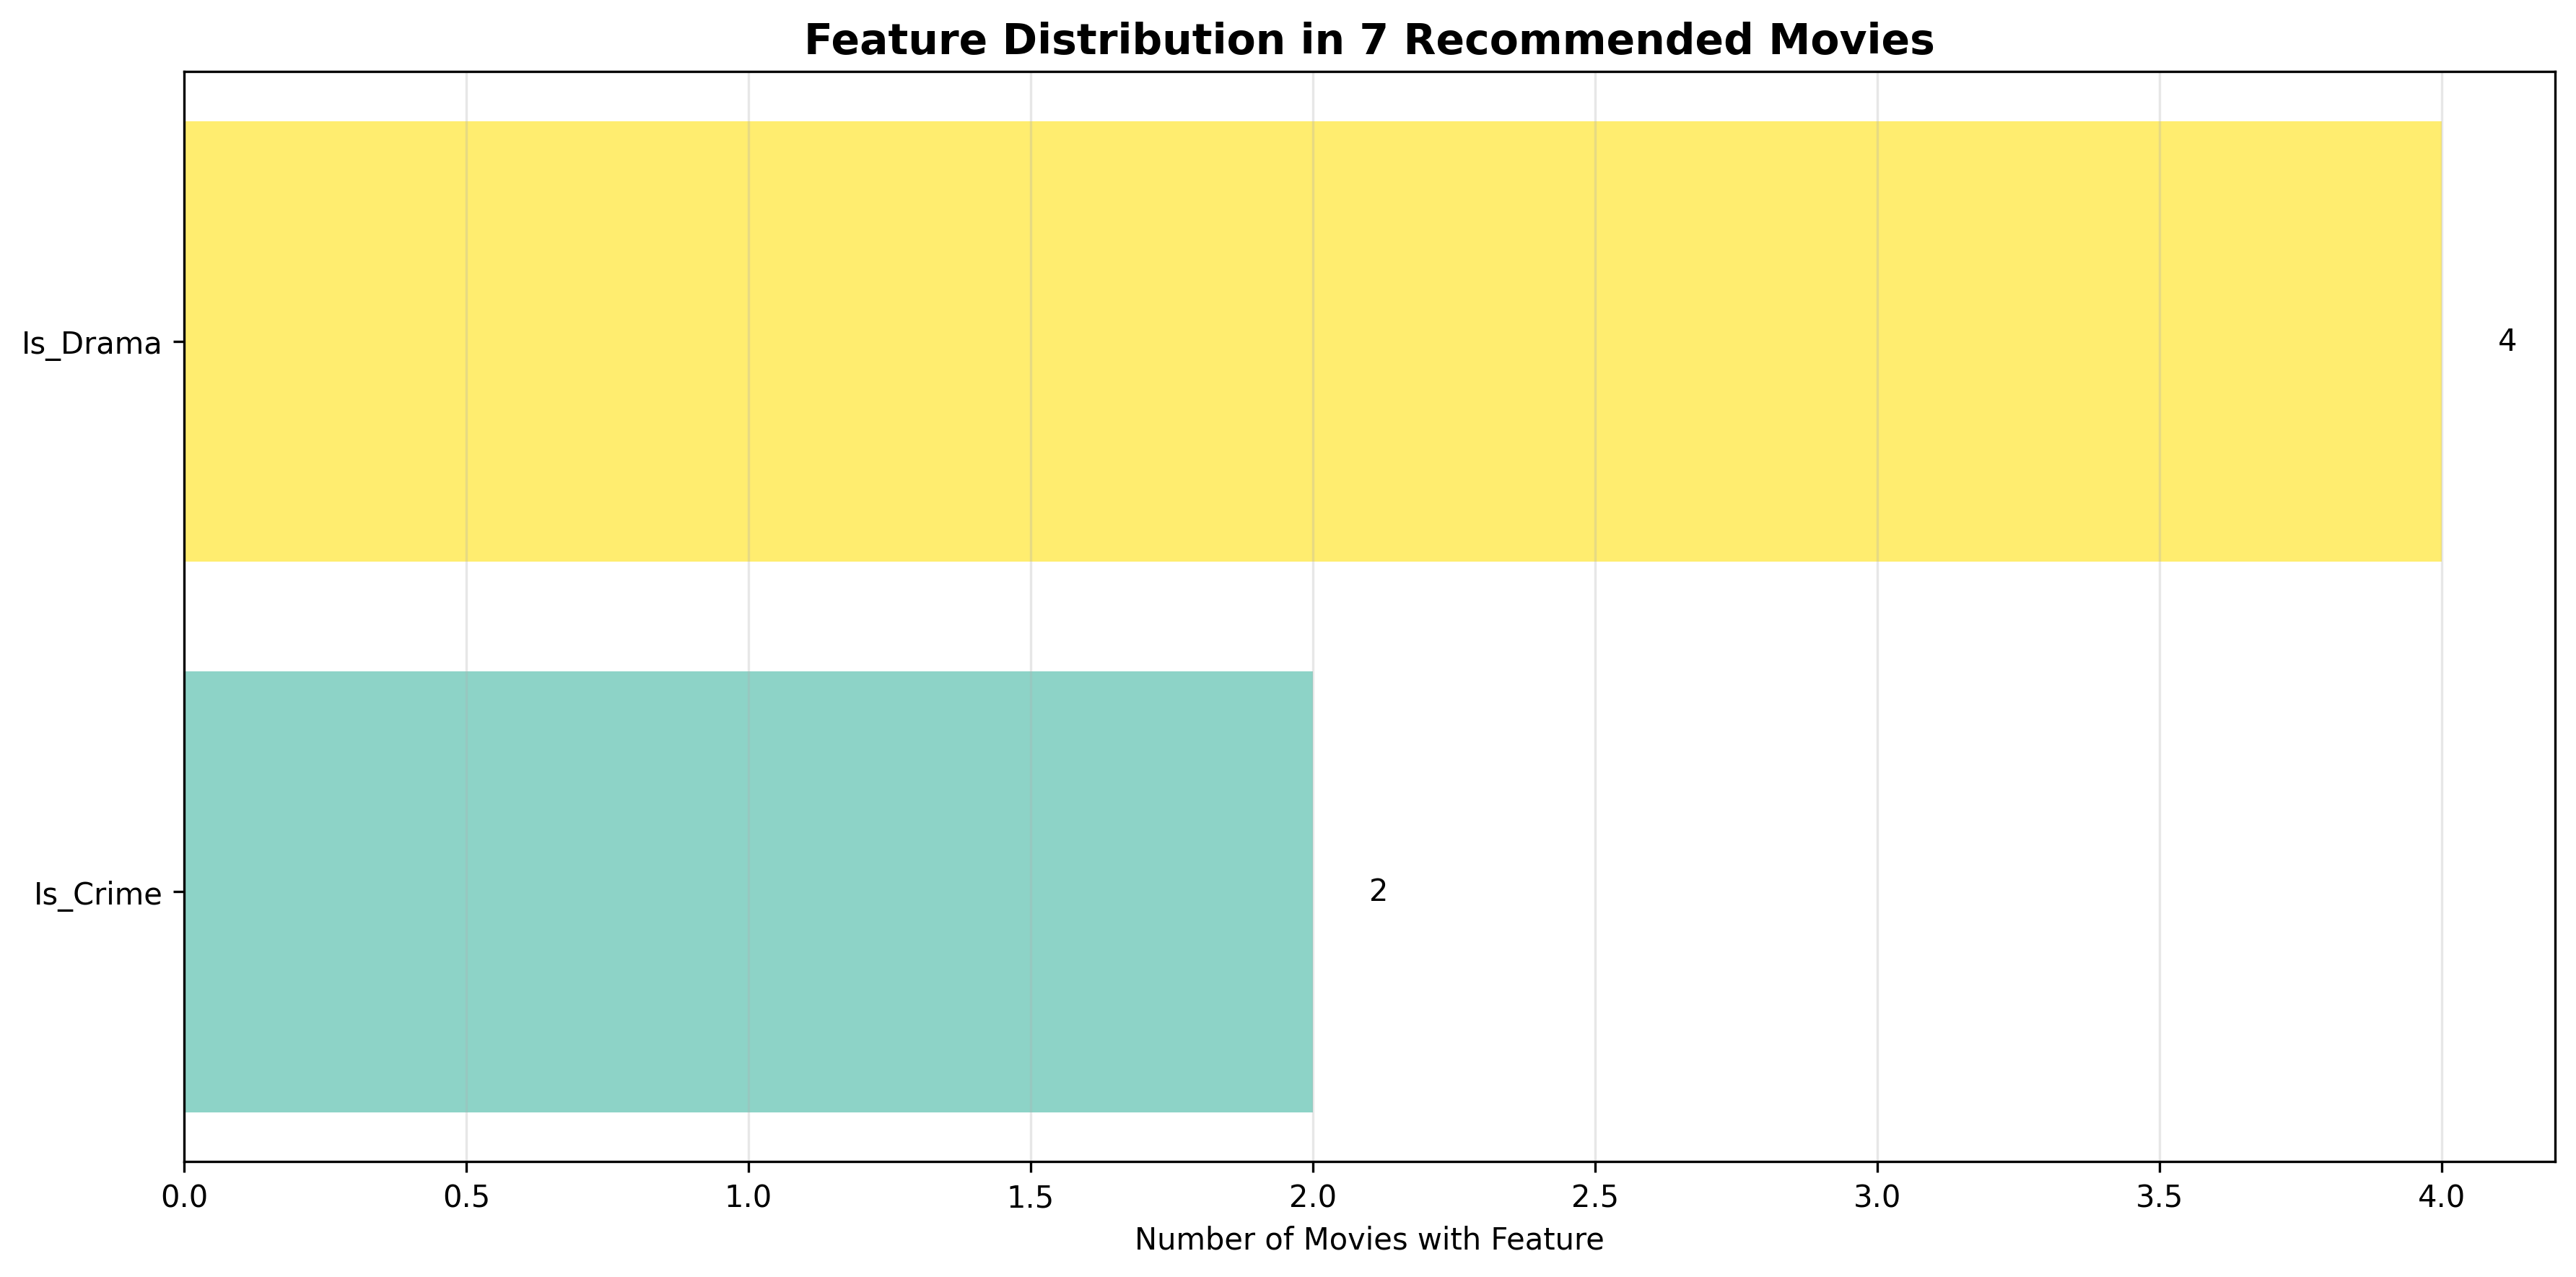 Feature Distribution in 7 Recommended Movies
Is_Drama
4
Is_Crime
2
0.0 0.5 1.0 1.5 2.0 2.5 3.0 3.5 4.0
Number of Movies with Feature